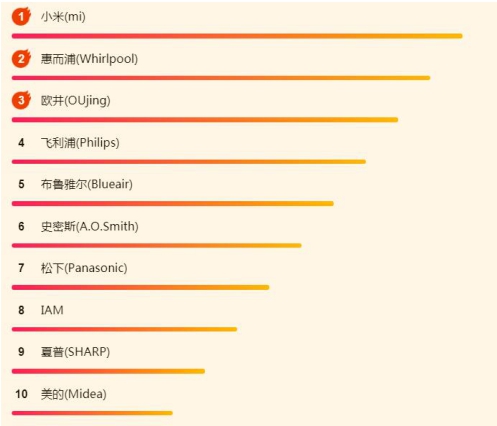 1 小米(mi)
2 惠而浦(Whirlpool)
3 欧井(OUjing)
4 飞利浦(Philips)
5 布鲁雅尔(Blueair)
6 史密斯(A.O.Smith)
7 松下(Panasonic)
8 IAM
9 夏普(SHARP)
10 美的(Midea)